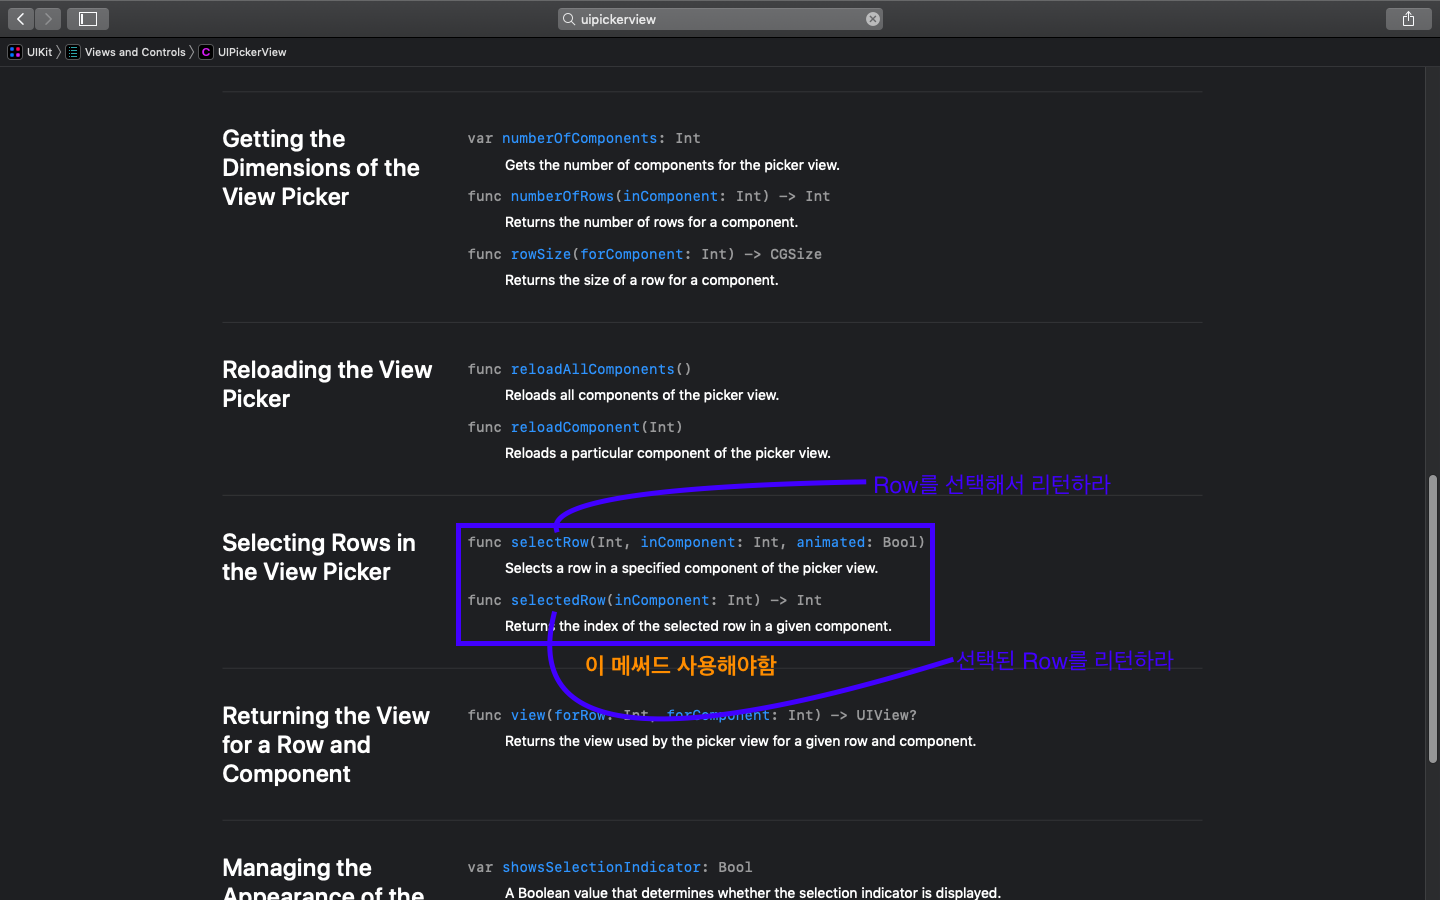 uipickerview
UIKit 〉 Views and Controls 〉 C UIPickerView
Getting the
Dimensions of the
View Picker
var numberOfComponents: Int
Gets the number of components for the picker view.
func numberOfRows(inComponent: Int) -> Int
Returns the number of rows for a component.
func rowSize(forComponent: Int) -> CGSize
Returns the size of a row for a component.
Reloading the View
Picker
func reloadAllComponents()
Reloads all components of the picker view.
func reloadComponent(Int)
Reloads a particular component of the picker view.
Row를 선택해서 리턴하라
Selecting Rows in
the View Picker
func selectRow(Int, inComponent: Int, animated: Bool)
Selects a row in a specified component of the picker view.
func selectedRow(inComponent: Int) -> Int
Returns the index of the selected row in a given component.
이 메써드 사용해야함
선택된 Row를 리턴하라
Returning the View
for a Row and
Component
func view(forRow: Int, forComponent: Int) -> UIView?
Returns the view used by the picker view for a given row and component.
Managing the
Appearance of the
var showsSelectionIndicator: Bool
A Boolean value that determines whether the selection indicator is displayed.